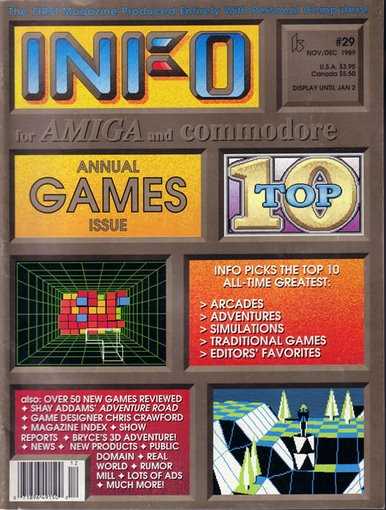 The FIRST Magazine Produced Entirely With Personal Computers!
INFO
#29
NOV/DEC 1989
U.S.A. $3.95
Canada $5.50
DISPLAY UNTIL JAN 2
for AMIGA and commodore
ANNUAL
GAMES
ISSUE
TOP
10
INFO PICKS THE TOP 10
ALL-TIME GREATEST:
> ARCADES
> ADVENTURES
> SIMULATIONS
> TRADITIONAL GAMES
> EDITORS' FAVORITES
also: OVER 50 NEW GAMES REVIEWED
+ SHAY ADDAMS' ADVENTURE ROAD
+ GAME DESIGNER CHRIS CRAWFORD
+ MAGAZINE INDEX + SHOW
REPORTS + BRYCE'S 3D ADVENTURE!
+ NEWS + NEW PRODUCTS + PUBLIC
DOMAIN + REAL
WORLD + RUMOR
MILL + LOTS OF ADS
+ MUCH MORE!
12